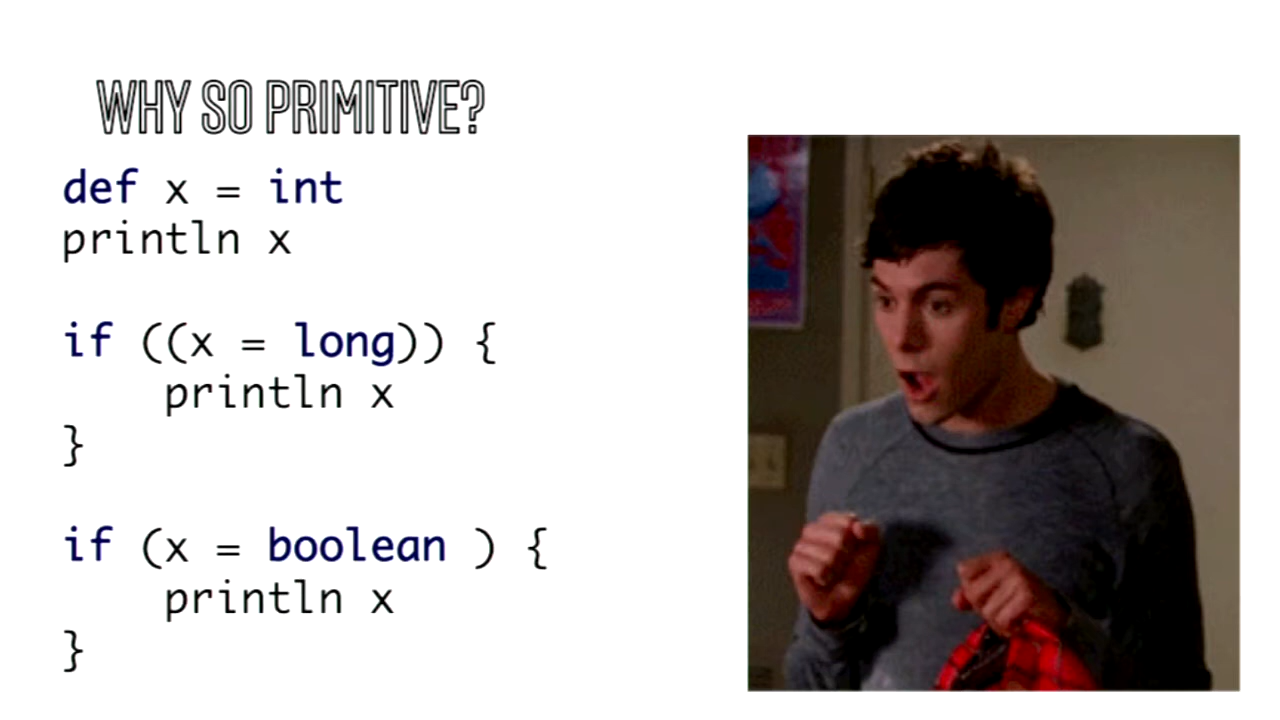 WHY SO PRIMITIVE?
def x = int
println x
if ((x = long)) {
    println x
}
if (x = boolean ) {
    println x
}